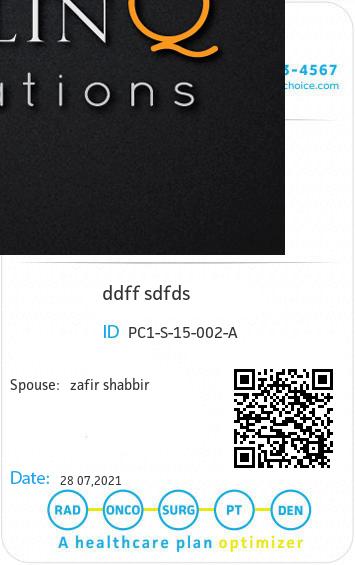 LINQ
ations
3-4567
choice.com
ddff sdfds
ID PC1-S-15-002-A
Spouse: zafir shabbir
Date: 28 07,2021
RAD ONCO SURG PT DEN
A healthcare plan optimizer